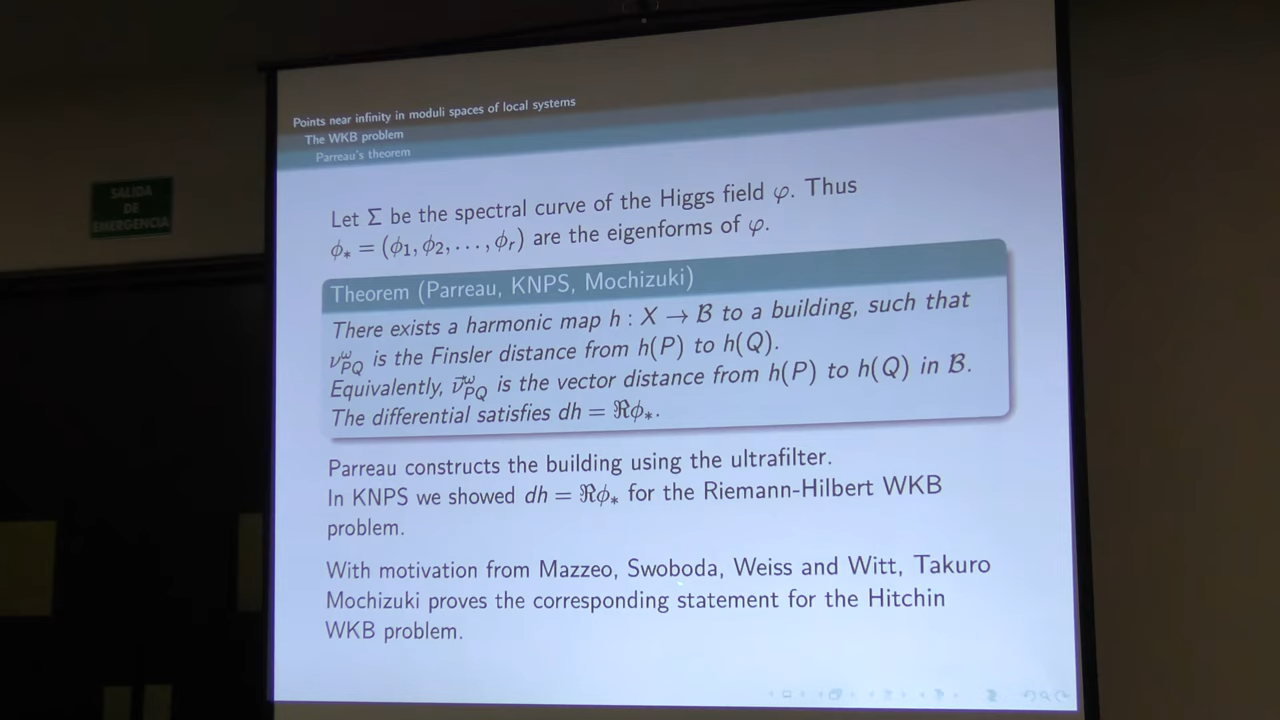 Points near infinity in moduli spaces of local systems
The WKB problem
Parreau's theorem
SALIDA
DE
EMERGENCIA
Let Σ be the spectral curve of the Higgs field φ. Thus
ϕ* = (ϕ₁, ϕ₂, . . . , ϕᵣ) are the eigenforms of φ.
Theorem (Parreau, KNPS, Mochizuki)
There exists a harmonic map h : X → 𝓑 to a building, such that
ν^ω_PQ is the Finsler distance from h(P) to h(Q).
Equivalently, ν⃗^ω_PQ is the vector distance from h(P) to h(Q) in 𝓑.
The differential satisfies dh = ℜϕ*.
Parreau constructs the building using the ultrafilter.
In KNPS we showed dh = ℜϕ* for the Riemann-Hilbert WKB
problem.
With motivation from Mazzeo, Swoboda, Weiss and Witt, Takuro
Mochizuki proves the corresponding statement for the Hitchin
WKB problem.